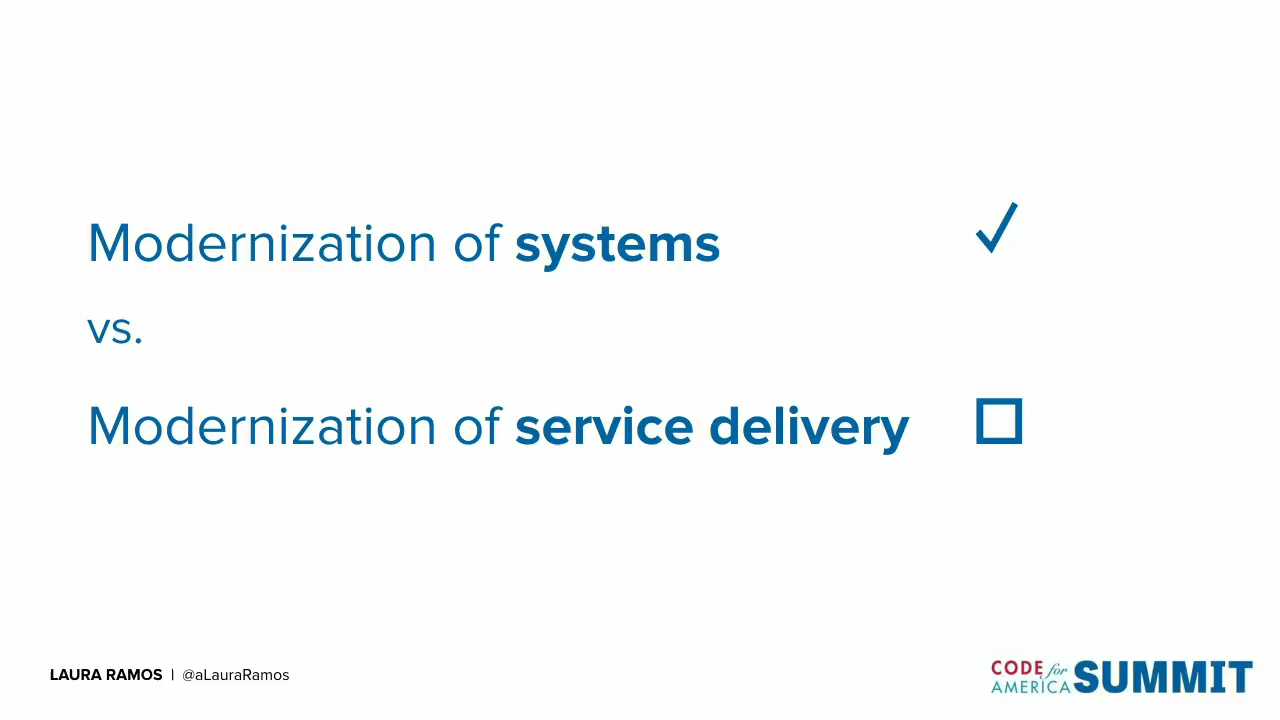 Modernization of systems ✓
vs.
Modernization of service delivery ☐
LAURA RAMOS | @aLauraRamos
CODE for AMERICA SUMMIT